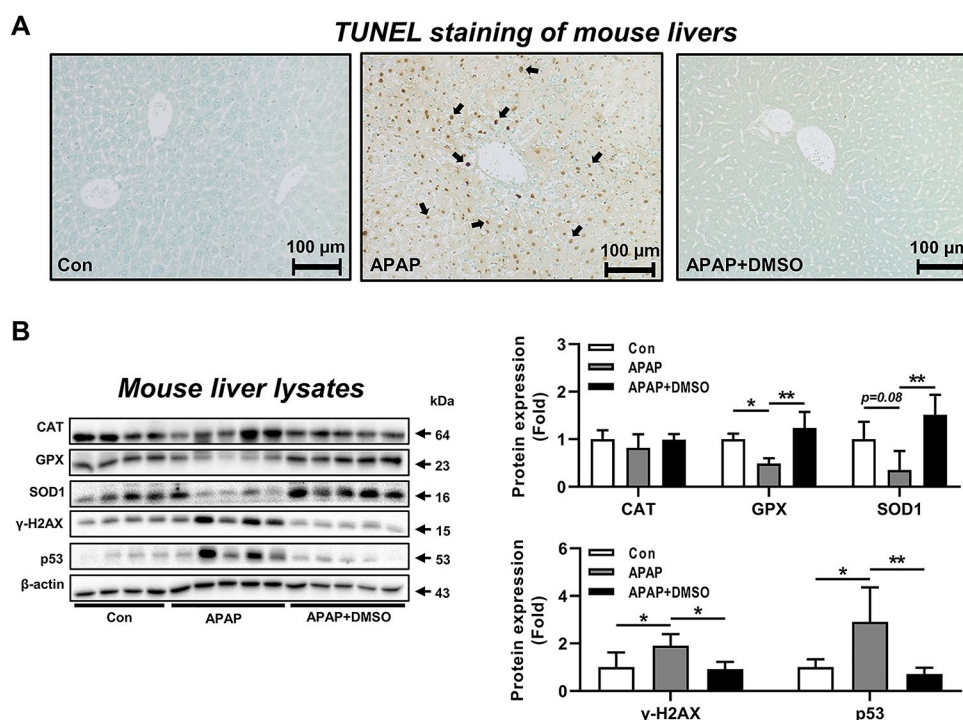 A
TUNEL staining of mouse livers
Con
100 μm
APAP
100 μm
APAP+DMSO
100 μm
B
Mouse liver lysates
kDa
CAT
64
GPX
23
SOD1
16
γ-H2AX
15
p53
53
β-actin
43
Con
APAP
APAP+DMSO
Protein expression
(Fold)
3
2
1
0
Con
APAP
APAP+DMSO
*
**
p=0.08
**
CAT
GPX
SOD1
Protein expression
(Fold)
6
4
2
0
Con
APAP
APAP+DMSO
*
*
*
**
γ-H2AX
p53